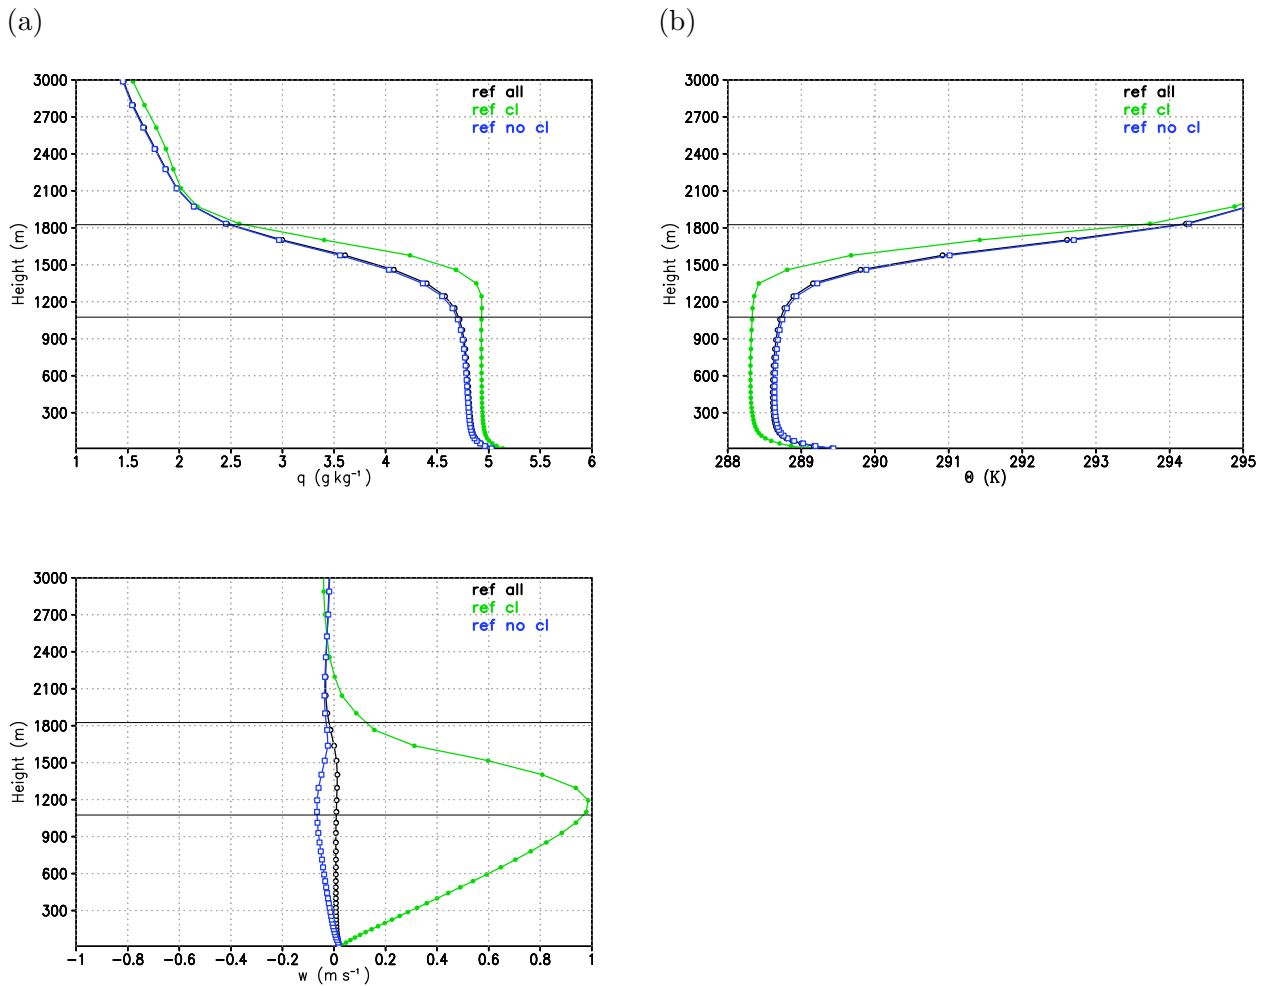 (a)
(b)
3000
2700
2400
2100
1800
1500
1200
900
600
300
Height (m)
ref all
ref cl
ref no cl
1 1.5 2 2.5 3 3.5 4 4.5 5 5.5 6
q (g kg⁻¹)
3000
2700
2400
2100
1800
1500
1200
900
600
300
Height (m)
ref all
ref cl
ref no cl
288 289 290 291 292 293 294 295
Θ (K)
3000
2700
2400
2100
1800
1500
1200
900
600
300
Height (m)
ref all
ref cl
ref no cl
-1 -0.8 -0.6 -0.4 -0.2 0 0.2 0.4 0.6 0.8 1
w (m s⁻¹)